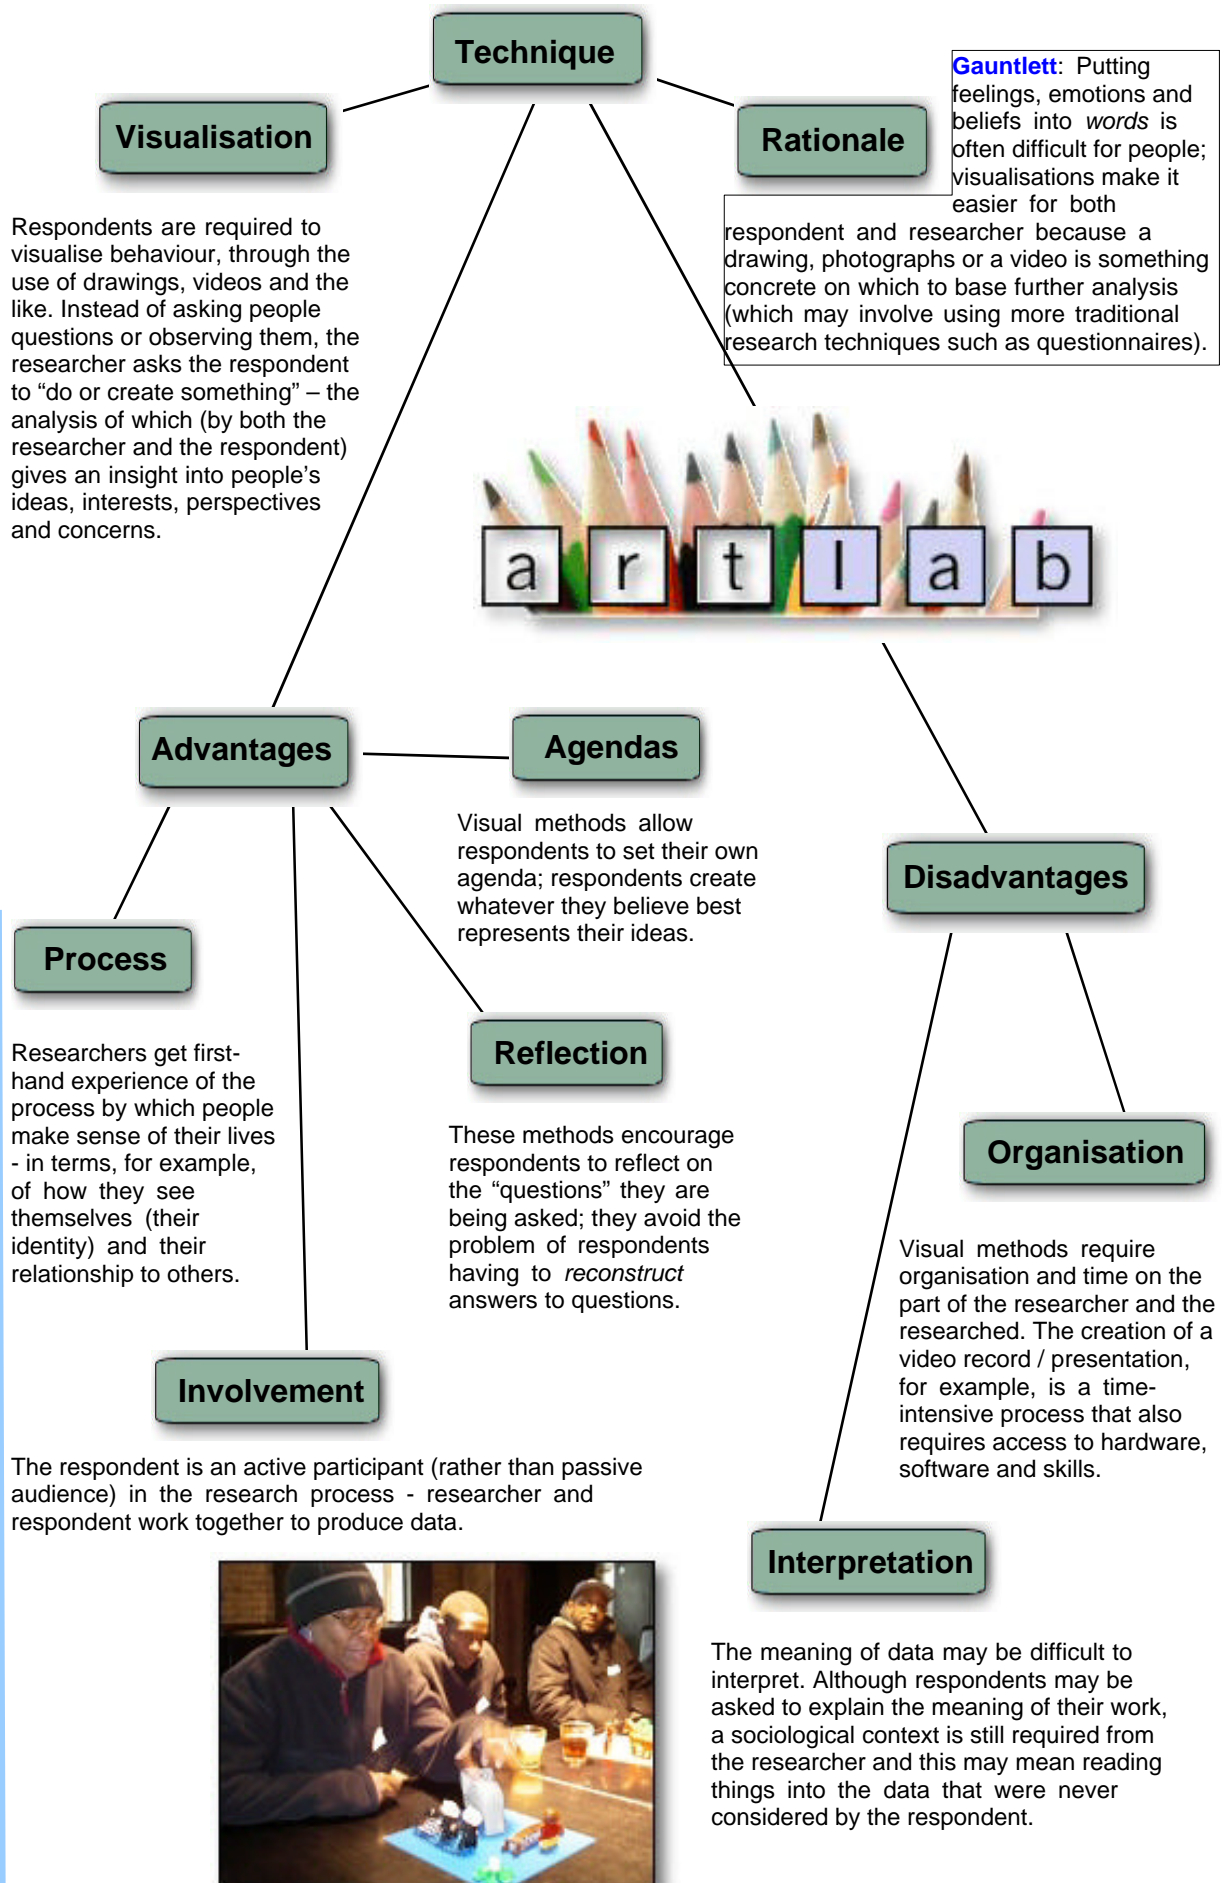 Technique
Visualisation
Respondents are required to
visualise behaviour, through the
use of drawings, videos and the
like. Instead of asking people
questions or observing them, the
researcher asks the respondent
to “do or create something” – the
analysis of which (by both the
researcher and the respondent)
gives an insight into people’s
ideas, interests, perspectives
and concerns.
Rationale
Gauntlett: Putting
feelings, emotions and
beliefs into words is
often difficult for people;
visualisations make it
easier for both
respondent and researcher because a
drawing, photographs or a video is something
concrete on which to base further analysis
(which may involve using more traditional
research techniques such as questionnaires).
a r t l a b
Advantages
Agendas
Visual methods allow
respondents to set their own
agenda; respondents create
whatever they believe best
represents their ideas.
Process
Researchers get first-
hand experience of the
process by which people
make sense of their lives
- in terms, for example,
of how they see
themselves (their
identity) and their
relationship to others.
Reflection
These methods encourage
respondents to reflect on
the “questions” they are
being asked; they avoid the
problem of respondents
having to reconstruct
answers to questions.
Involvement
The respondent is an active participant (rather than passive
audience) in the research process - researcher and
respondent work together to produce data.
Disadvantages
Organisation
Visual methods require
organisation and time on the
part of the researcher and the
researched. The creation of a
video record / presentation,
for example, is a time-
intensive process that also
requires access to hardware,
software and skills.
Interpretation
The meaning of data may be difficult to
interpret. Although respondents may be
asked to explain the meaning of their work,
a sociological context is still required from
the researcher and this may mean reading
things into the data that were never
considered by the respondent.